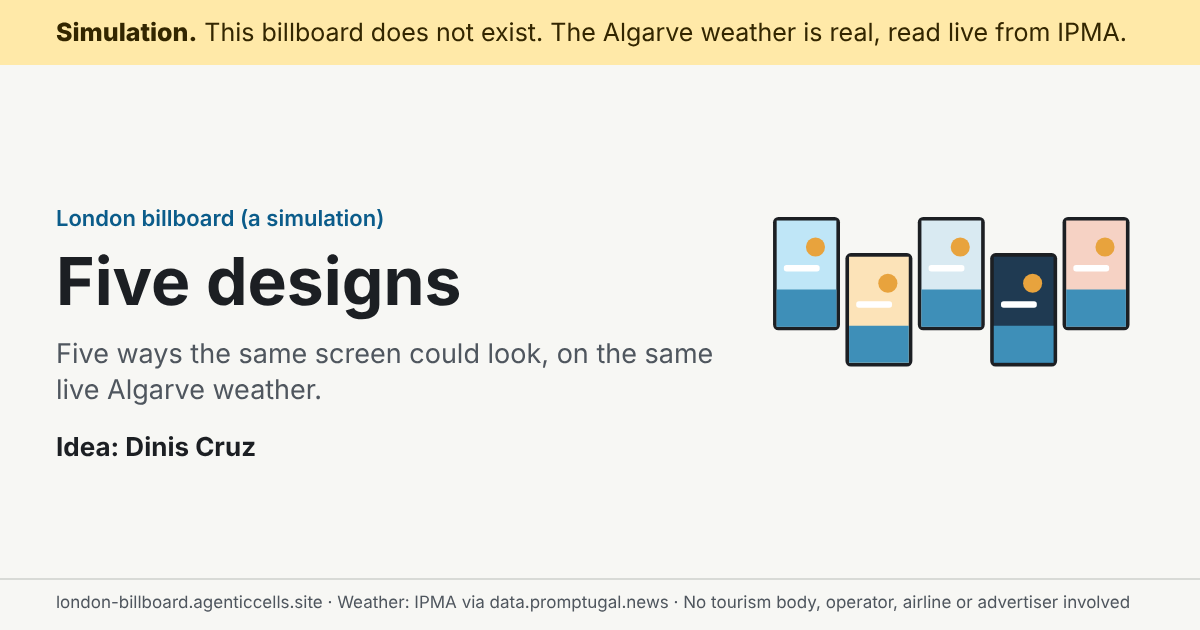 Simulation. This billboard does not exist. The Algarve weather is real, read live from IPMA.
London billboard (a simulation)
Five designs
Five ways the same screen could look, on the same
live Algarve weather.
Idea: Dinis Cruz
london-billboard.agenticcells.site · Weather: IPMA via data.promptugal.news · No tourism body, operator, airline or advertiser involved